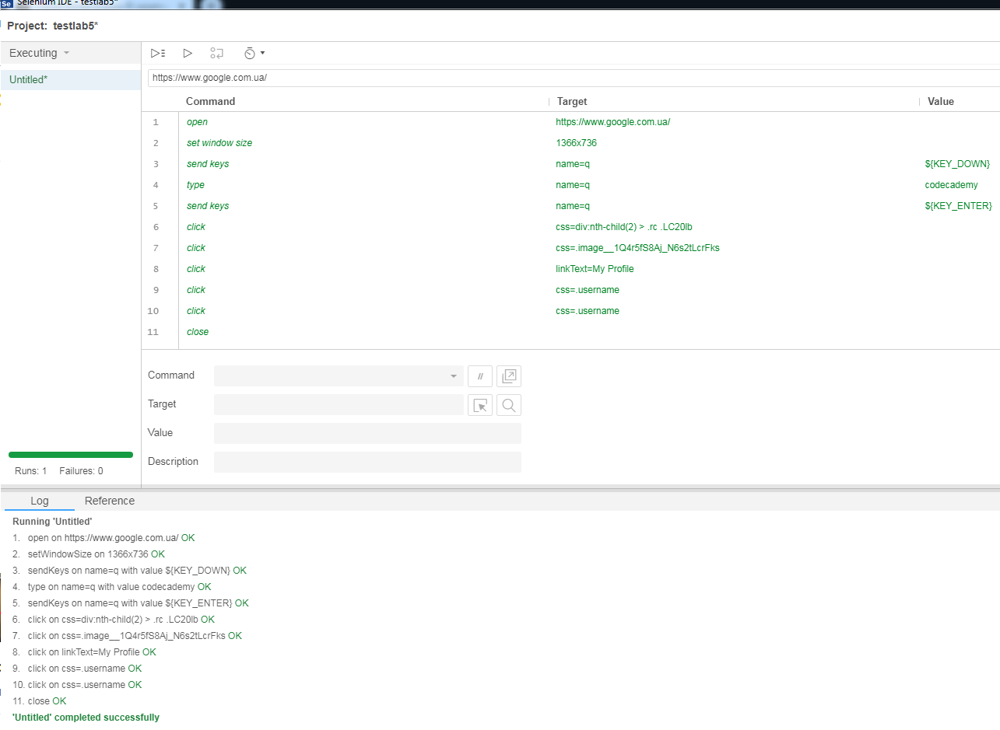 Se Selenium IDE - testlab5*
Project: testlab5*
Executing
Untitled*
https://www.google.com.ua/
Command Target Value
1 open https://www.google.com.ua/
2 set window size 1366x736
3 send keys name=q ${KEY_DOWN}
4 type name=q codecademy
5 send keys name=q ${KEY_ENTER}
6 click css=div:nth-child(2) > .rc .LC20lb
7 click css=.image__1Q4r5fS8Aj_N6s2tLcrFks
8 click linkText=My Profile
9 click css=.username
10 click css=.username
11 close
Command //
Target
Value
Description
Runs: 1 Failures: 0
Log Reference
Running 'Untitled'
1. open on https://www.google.com.ua/ OK
2. setWindowSize on 1366x736 OK
3. sendKeys on name=q with value ${KEY_DOWN} OK
4. type on name=q with value codecademy OK
5. sendKeys on name=q with value ${KEY_ENTER} OK
6. click on css=div:nth-child(2) > .rc .LC20lb OK
7. click on css=.image__1Q4r5fS8Aj_N6s2tLcrFks OK
8. click on linkText=My Profile OK
9. click on css=.username OK
10. click on css=.username OK
11. close OK
'Untitled' completed successfully